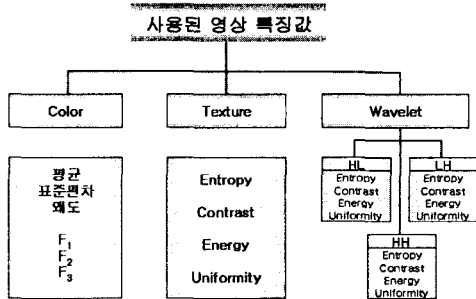 사용된 영상 특징값
Color
Texture
Wavelet
평균
표준편차
왜도
F₁
F₂
F₃
Entropy
Contrast
Energy
Uniformity
HL
Entropy
Contrast
Energy
Uniformity
LH
Entropy
Contrast
Energy
Uniformity
HH
Entropy
Contrast
Energy
Uniformity